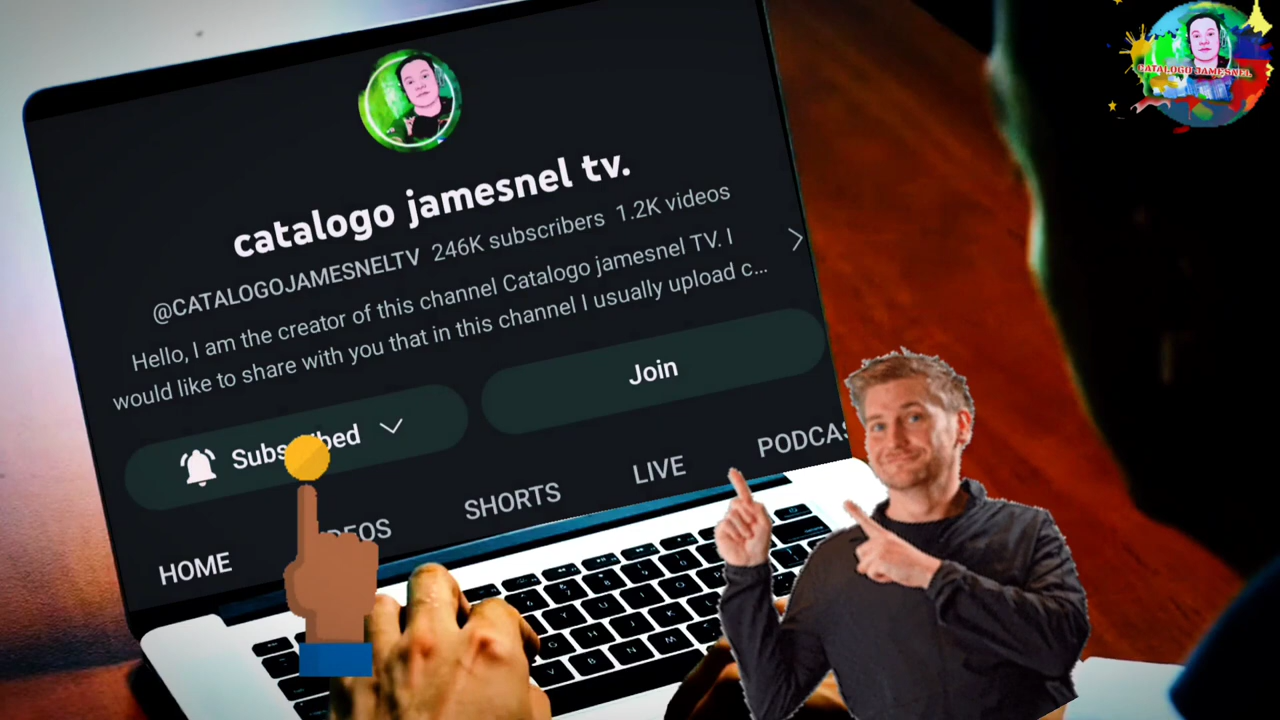 CATALOGO JAMESNEL
catalogo jamesnel tv.
@CATALOGOJAMESNELTV 246K subscribers 1.2K videos
Hello, I am the creator of this channel Catalogo jamesnel TV. I
would like to share with you that in this channel I usually upload c...
Join
HOME
SHORTS
LIVE